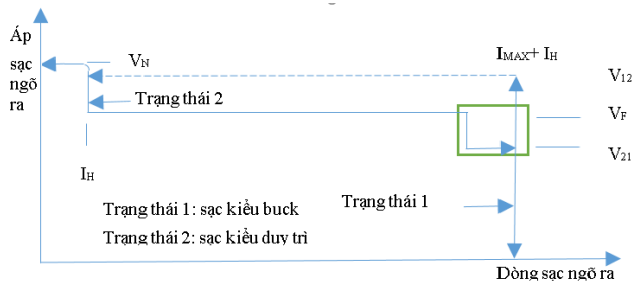 Áp
sạc
ngõ
ra
V_N
I_MAX+ I_H
V_12
Trạng thái 2
V_F
V_21
I_H
Trạng thái 1: sạc kiểu buck
Trạng thái 1
Trạng thái 2: sạc kiểu duy trì
Dòng sạc ngõ ra